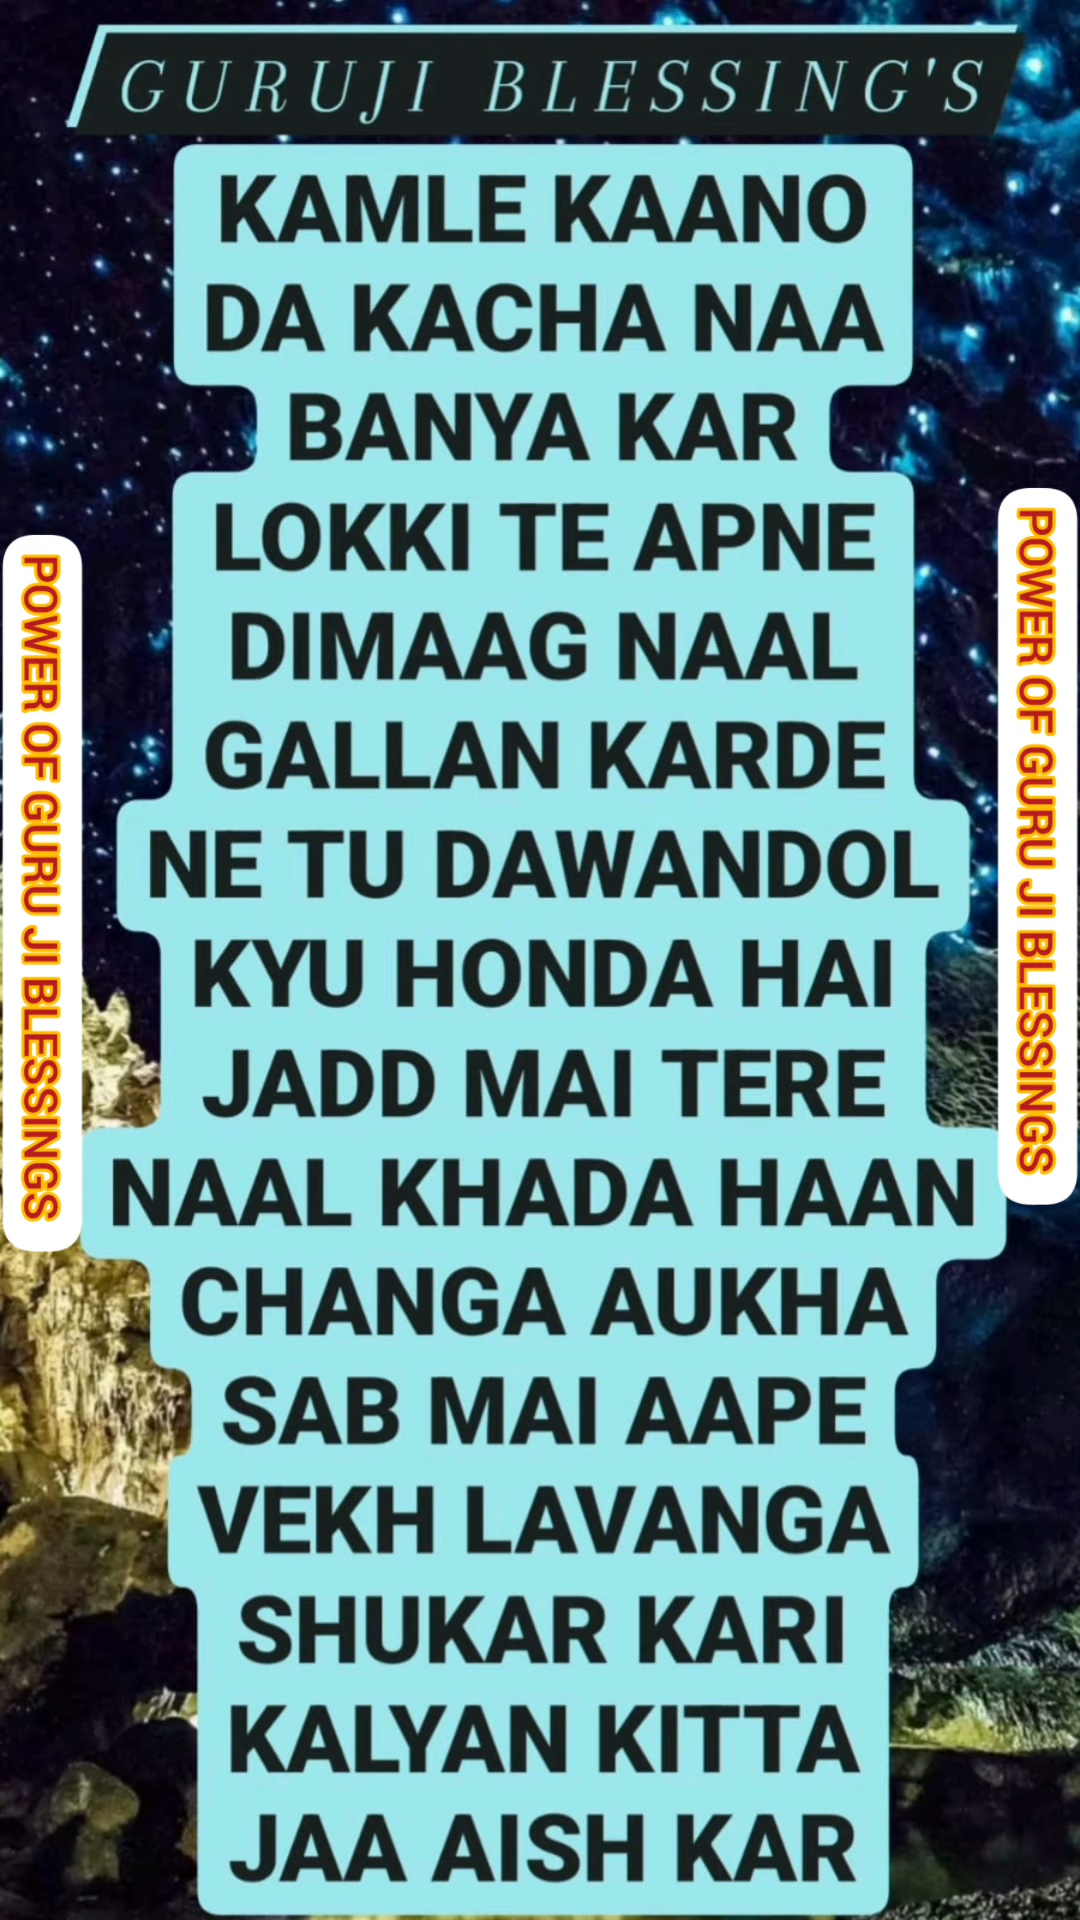 GURUJI BLESSING'S
KAMLE KAANO
DA KACHA NAA
BANYA KAR
LOKKI TE APNE
DIMAAG NAAL
GALLAN KARDE
NE TU DAWANDOL
KYU HONDA HAI
JADD MAI TERE
NAAL KHADA HAAN
CHANGA AUKHA
SAB MAI AAPE
VEKH LAVANGA
SHUKAR KARI
KALYAN KITTA
JAA AISH KAR
POWER OF GURU JI BLESSINGS
POWER OF GURU JI BLESSINGS